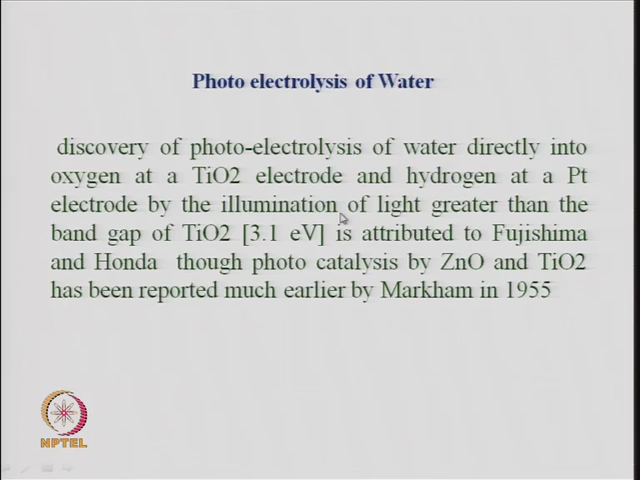 Photo electrolysis of Water
discovery of photo-electrolysis of water directly into
oxygen at a TiO2 electrode and hydrogen at a Pt
electrode by the illumination of light greater than the
band gap of TiO2 [3.1 eV] is attributed to Fujishima
and Honda though photo catalysis by ZnO and TiO2
has been reported much earlier by Markham in 1955
NPTEL